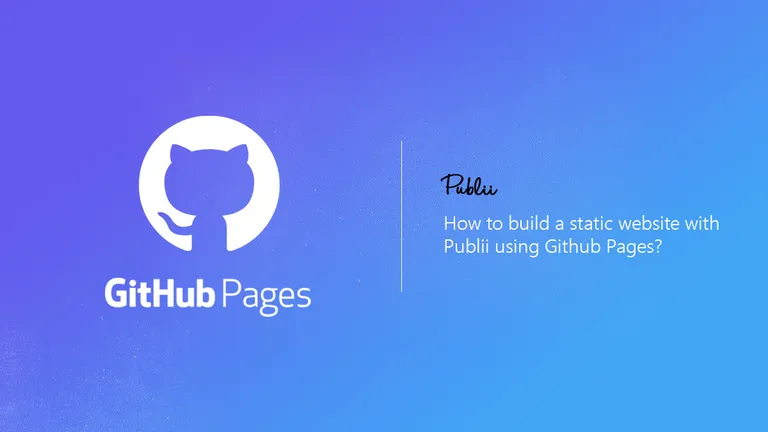 GitHub Pages
Publii
How to build a static website with
Publii using Github Pages?